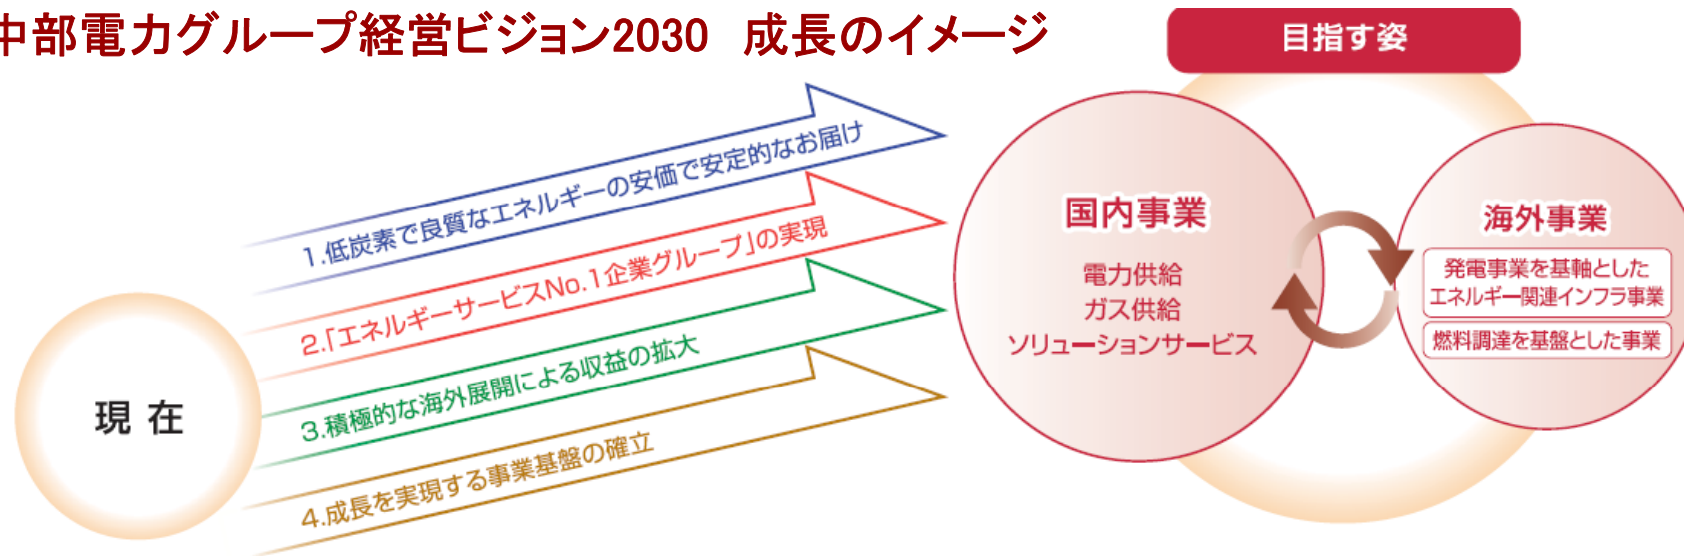 中部電力グループ経営ビジョン2030 成長のイメージ
目指す姿
1.低炭素で良質なエネルギーの安価で安定的なお届け
2.「エネルギーサービスNo.1企業グループ」の実現
3.積極的な海外展開による収益の拡大
4.成長を実現する事業基盤の確立
現在
国内事業
電力供給
ガス供給
ソリューションサービス
海外事業
発電事業を基軸とした
エネルギー関連インフラ事業
燃料調達を基盤とした事業